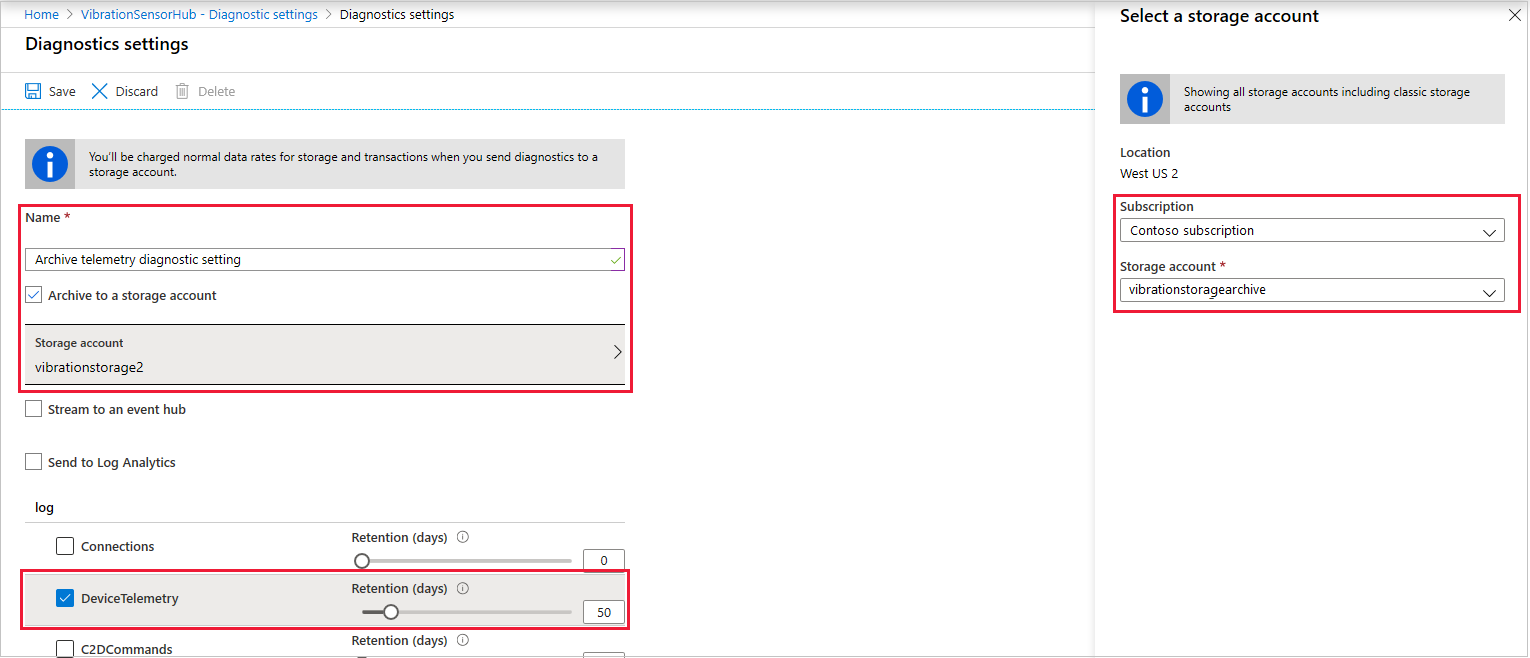 Home > VibrationSensorHub - Diagnostic settings > Diagnostics settings
Diagnostics settings
Save Discard Delete
You'll be charged normal data rates for storage and transactions when you send diagnostics to a
storage account.
Name *
Archive telemetry diagnostic setting
Archive to a storage account
Storage account
vibrationstorage2
Stream to an event hub
Send to Log Analytics
log
Connections
Retention (days)
0
DeviceTelemetry
Retention (days)
50
C2DCommands
Retention (days)
Select a storage account
Showing all storage accounts including classic storage
accounts
Location
West US 2
Subscription
Contoso subscription
Storage account *
vibrationstoragearchive